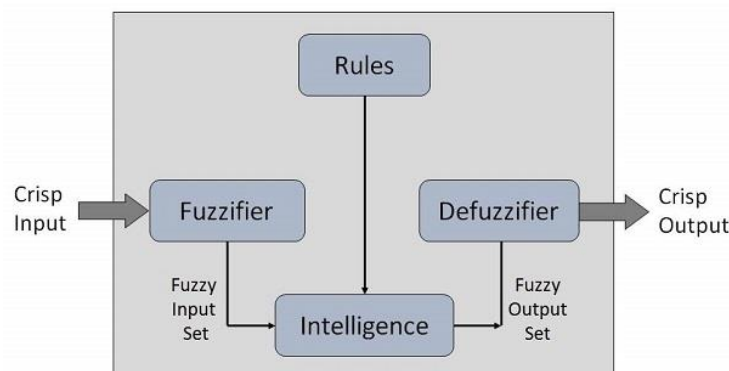 Rules
Crisp
Input
Fuzzifier
Defuzzifier
Crisp
Output
Fuzzy
Input
Set
Intelligence
Fuzzy
Output
Set